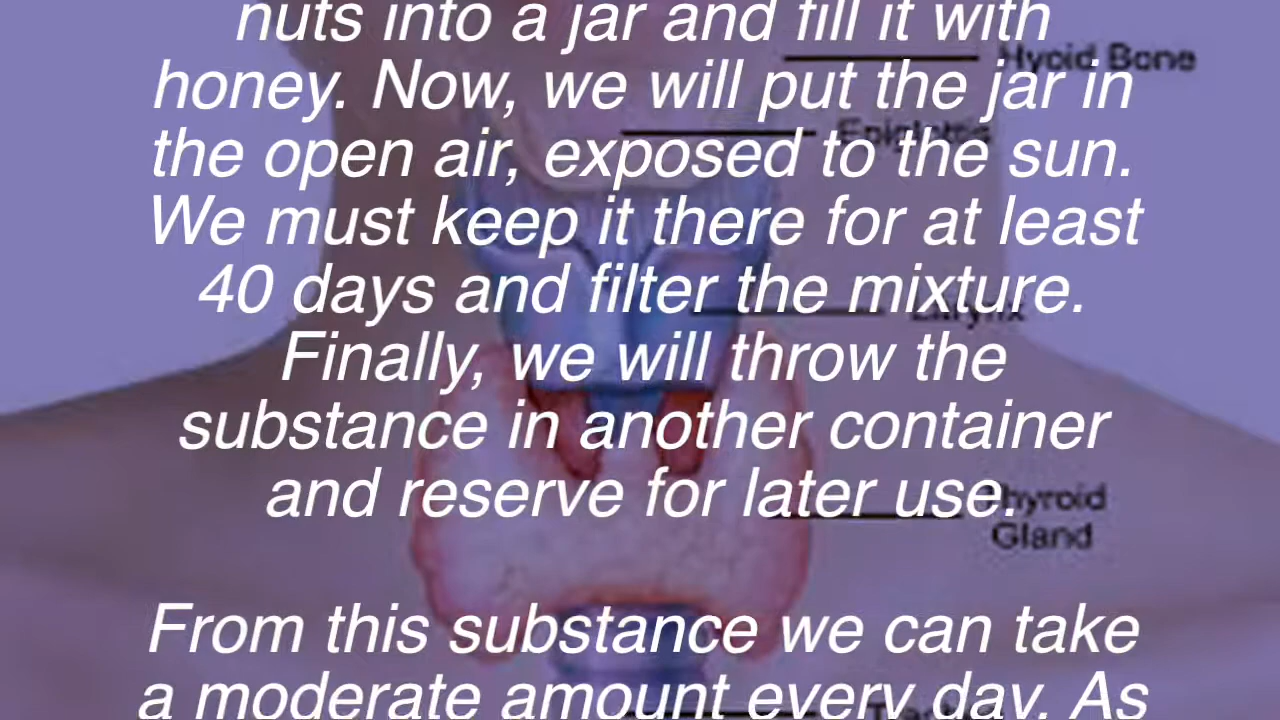 nuts into a jar and fill it with
honey. Now, we will put the jar in
the open air, exposed to the sun.
We must keep it there for at least
40 days and filter the mixture.
Finally, we will throw the
substance in another container
and reserve for later use.
From this substance we can take
a moderate amount every day. As
Hyoid Bone
Epiglottis
Larynx
Thyroid
Gland